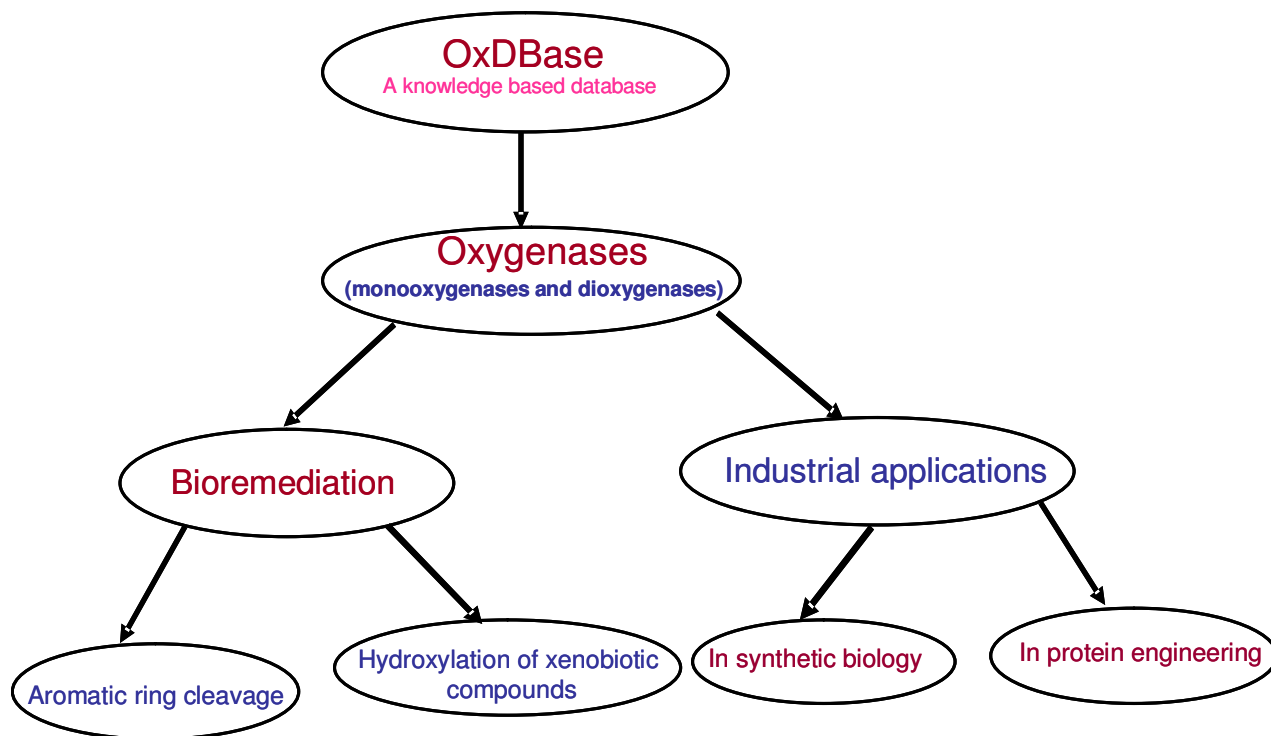 OxDBase
A knowledge based database
Oxygenases
(monooxygenases and dioxygenases)
Bioremediation
Industrial applications
Aromatic ring cleavage
Hydroxylation of xenobiotic
compounds
In synthetic biology
In protein engineering